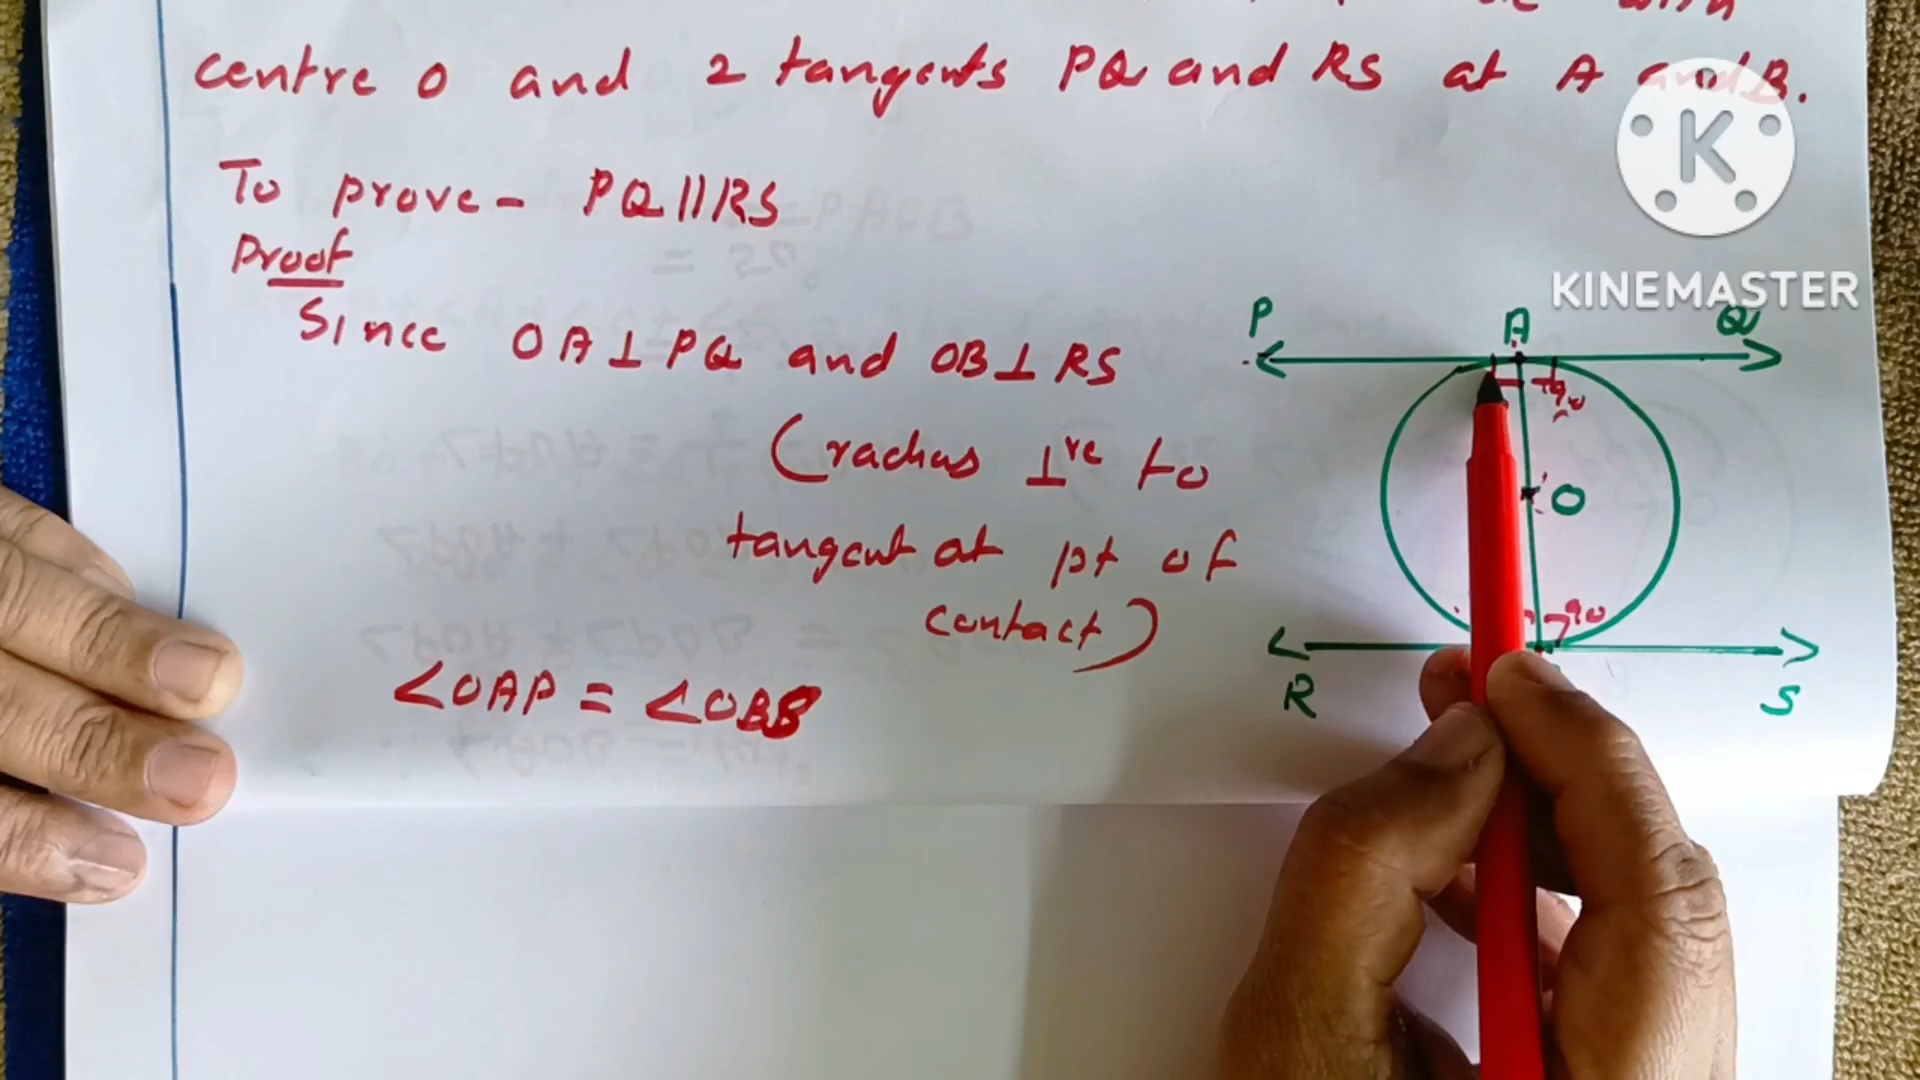 with
centre O and 2 tangents PQ and RS at A and B.
To prove - PQ || RS
Proof
Since OA ⊥ PQ and OB ⊥ RS
(radius ⊥re to
tangent at pt of
contact)
∠OAP = ∠OBS
K
KINEMASTER
P A Q
90
O
90
R S